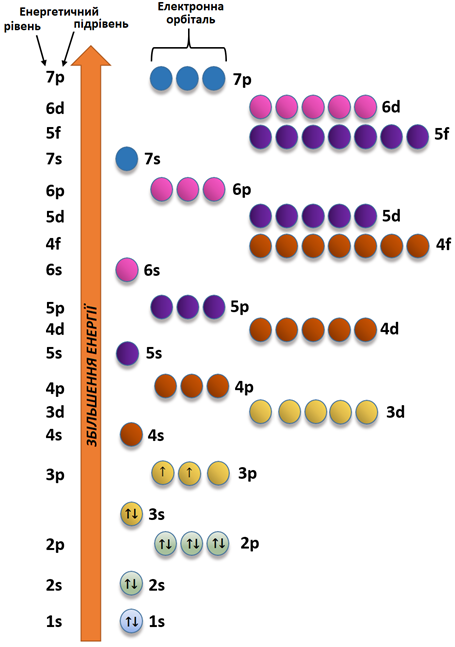 Енергетичний
рівень підрівень
Електронна
орбіталь
ЗБІЛЬШЕННЯ ЕНЕРГІЇ
7p 7p
6d 6d
5f 5f
7s 7s
6p 6p
5d 5d
4f 4f
6s 6s
5p 5p
4d 4d
5s 5s
4p 4p
3d 3d
4s 4s
3p ↑ ↑ 3p
↑↓ 3s
2p ↑↓ ↑↓ ↑↓ 2p
2s ↑↓ 2s
1s ↑↓ 1s